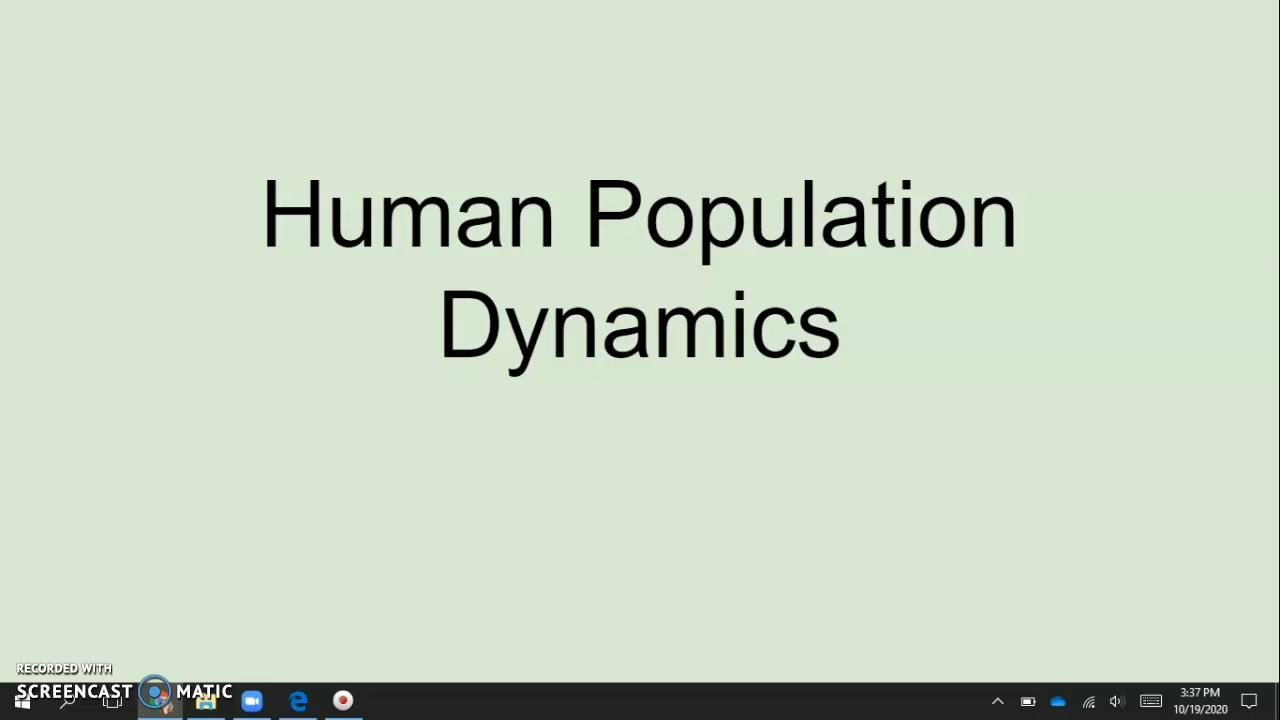 Human Population
Dynamics
RECORDED WITH
SCREENCAST MATIC
3:37 PM
10/19/2020